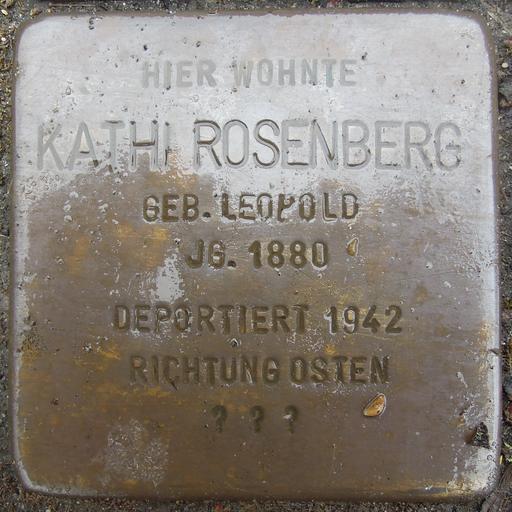 HIER WOHNTE
KATHI ROSENBERG
GEB. LEOPOLD
JG. 1880
DEPORTIERT 1942
RICHTUNG OSTEN
? ? ?